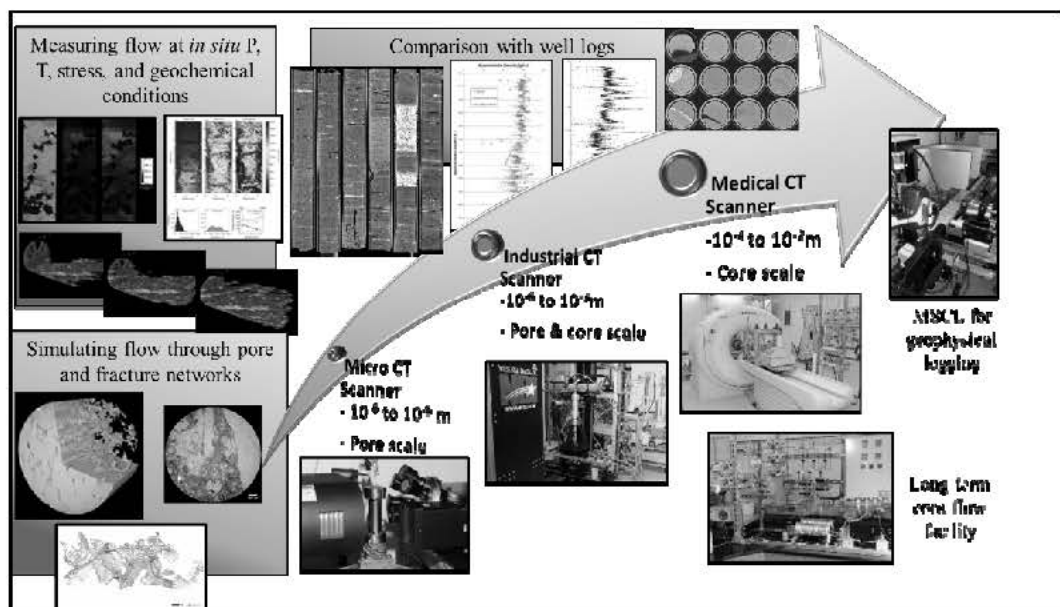 Measuring flow at in situ P,
T, stress, and geochemical
conditions
Comparison with well logs
Medical CT
Scanner
- Core scale
Industrial CT
Scanner
- Pore & core scale
Simulating flow through pore
and fracture networks
Micro CT
Scanner
- Pore scale
MSCL for
geophysical
logging
Long term
core flow
facility